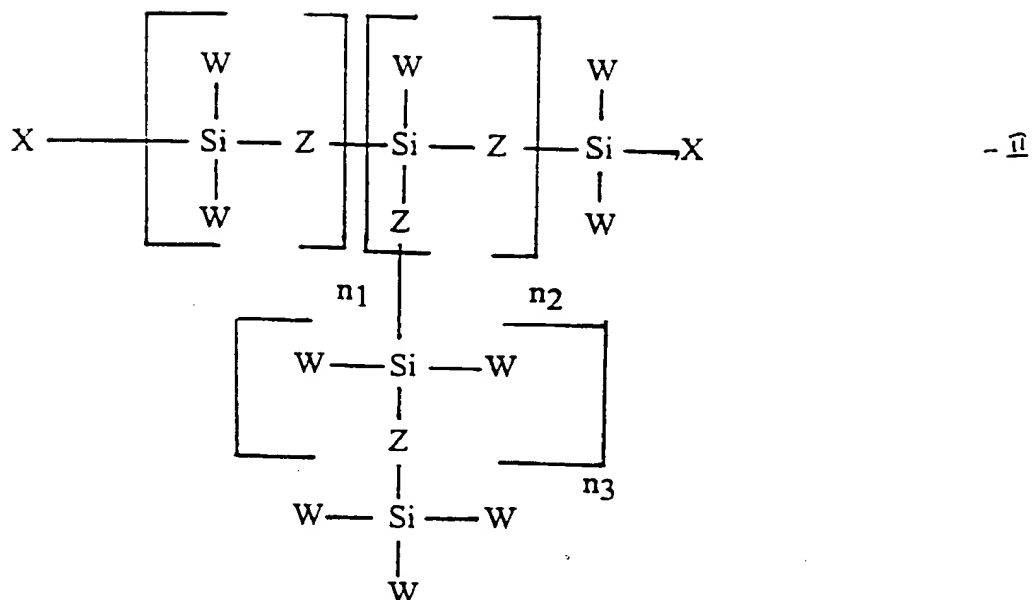 W W W
X Si Z Si Z Si X - II
W Z W
n1 n2
W Si W
Z
n3
W Si W
W